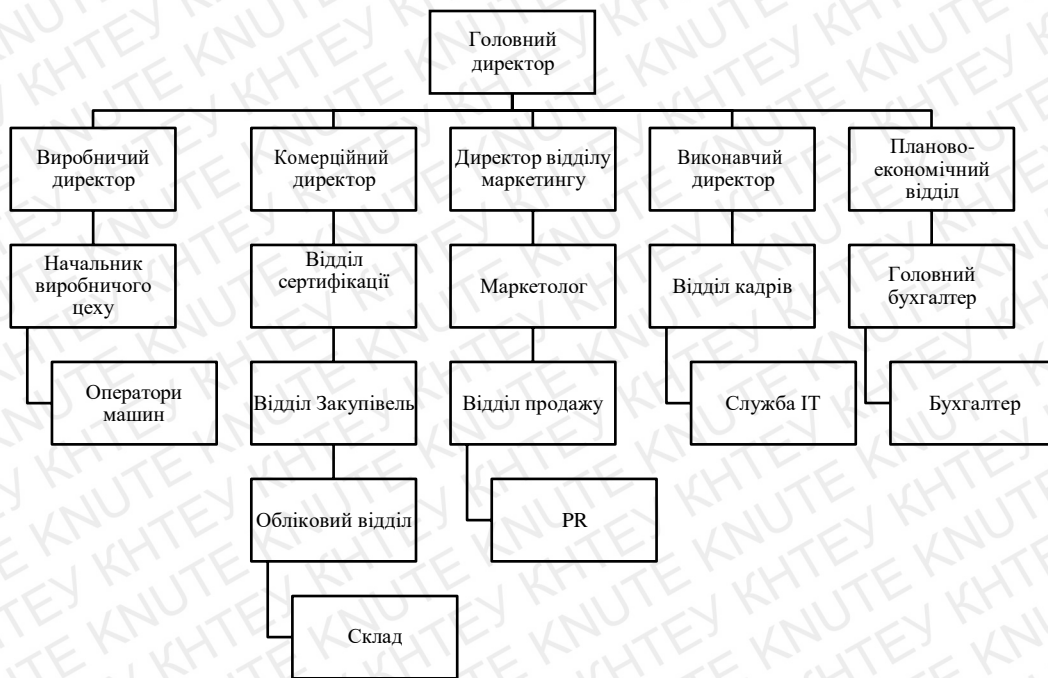 Головний
директор
Виробничий
директор
Комерційний
директор
Директор відділу
маркетингу
Виконавчий
директор
Планово-
економічний
відділ
Начальник
виробничого
цеху
Відділ
сертифікації
Маркетолог
Відділ кадрів
Головний
бухгалтер
Оператори
машин
Відділ Закупівель
Відділ продажу
Служба ІТ
Бухгалтер
Обліковий відділ
PR
Склад